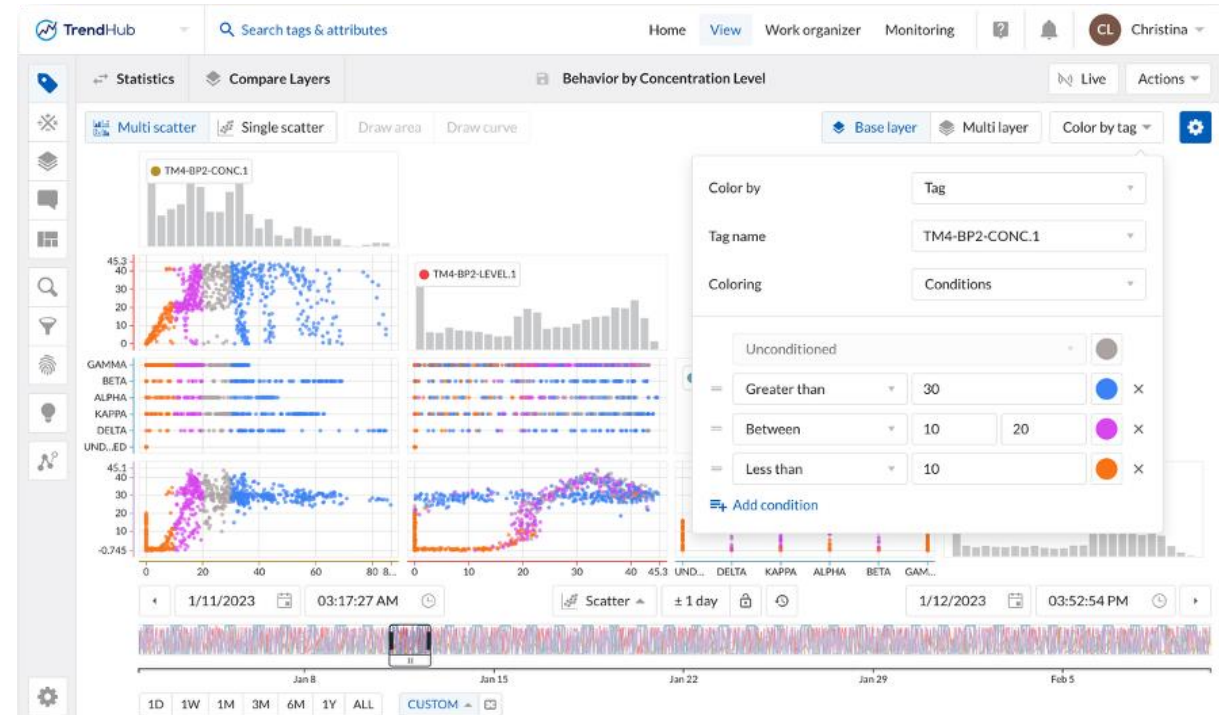 TrendHub Search tags & attributes Home View Work organizer Monitoring ? CL Christina
Statistics Compare Layers Behavior by Concentration Level Live Actions
Multi scatter Single scatter Draw area Draw curve Base layer Multi layer Color by tag
TM4-BP2-CONC.1
Color by Tag
Tag name TM4-BP2-CONC.1
Coloring Conditions
45.3
40
30
20
10
0
TM4-BP2-LEVEL.1
Unconditioned
Greater than 30
Between 10 20
Less than 10
Add condition
GAMMA
BETA
ALPHA
KAPPA
DELTA
UND...ED
45.1
40
30
20
10
-0.745
0 20 40 60 80 8... 0 10 20 30 40 45.3 UND... DELTA KAPPA ALPHA BETA GAM...
1/11/2023 03:17:27 AM Scatter ± 1 day 1/12/2023 03:52:54 PM
Jan 8 Jan 15 Jan 22 Jan 29 Feb 5
1D 1W 1M 3M 6M 1Y ALL CUSTOM